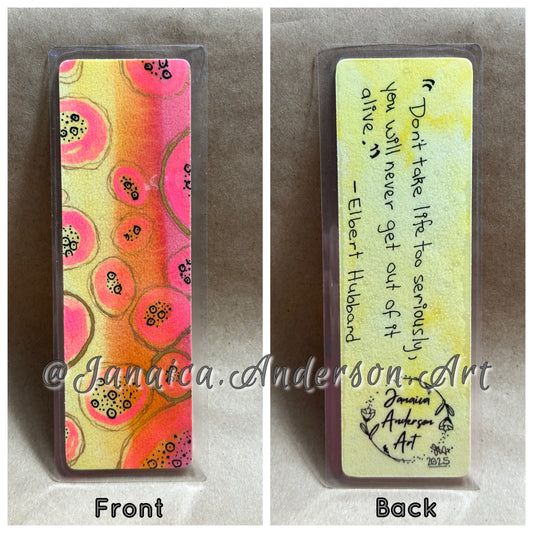 "Don't take life too seriously,
you will never get out of it
alive."
- Elbert Hubbard
@Janaica.Anderson.Art
Janaica
Anderson
Art
2025
Front
Back